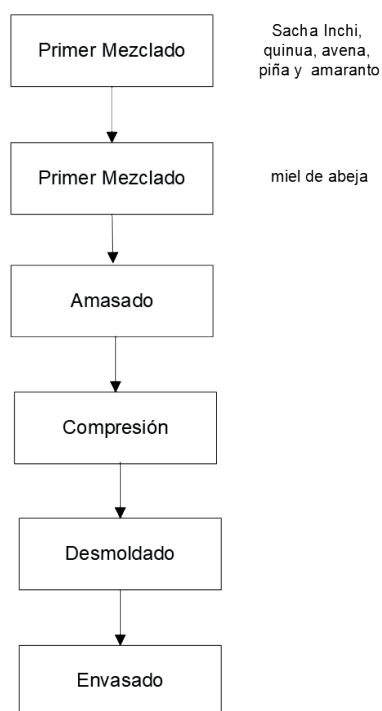 Primer Mezclado
Sacha Inchi,
quinua, avena,
piña y amaranto
Primer Mezclado
miel de abeja
Amasado
Compresión
Desmoldado
Envasado